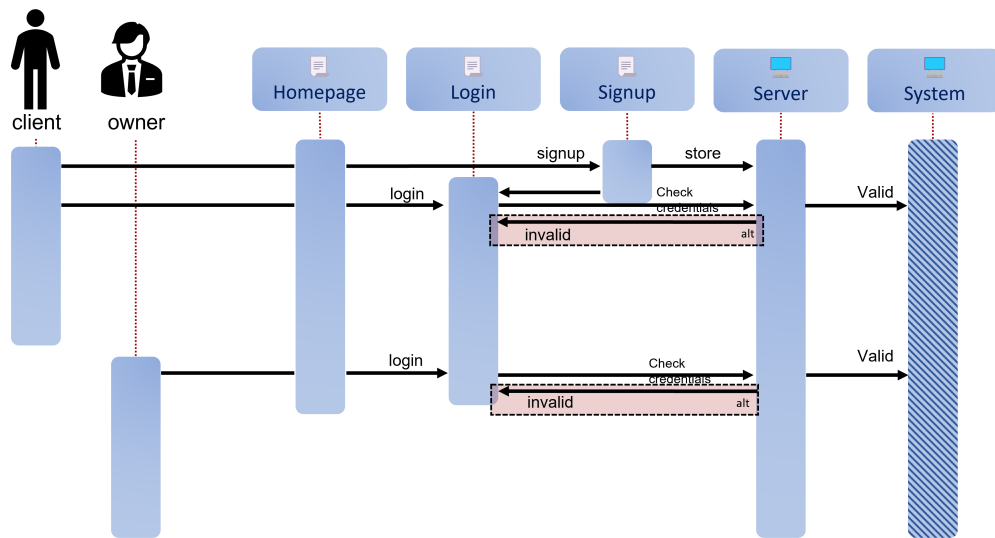 client
owner
Homepage
Login
Signup
Server
System
signup
store
login
Check
credentials
Valid
invalid
alt
login
Check
credentials
Valid
invalid
alt